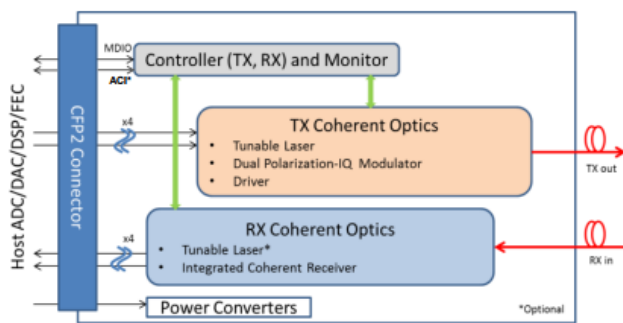 Host ADC/DAC/DSP/FEC
CFP2 Connector
MDIO
ACI*
Controller (TX, RX) and Monitor
x4
TX Coherent Optics
• Tunable Laser
• Dual Polarization-IQ Modulator
• Driver
TX out
x4
RX Coherent Optics
• Tunable Laser*
• Integrated Coherent Receiver
RX in
Power Converters
*Optional